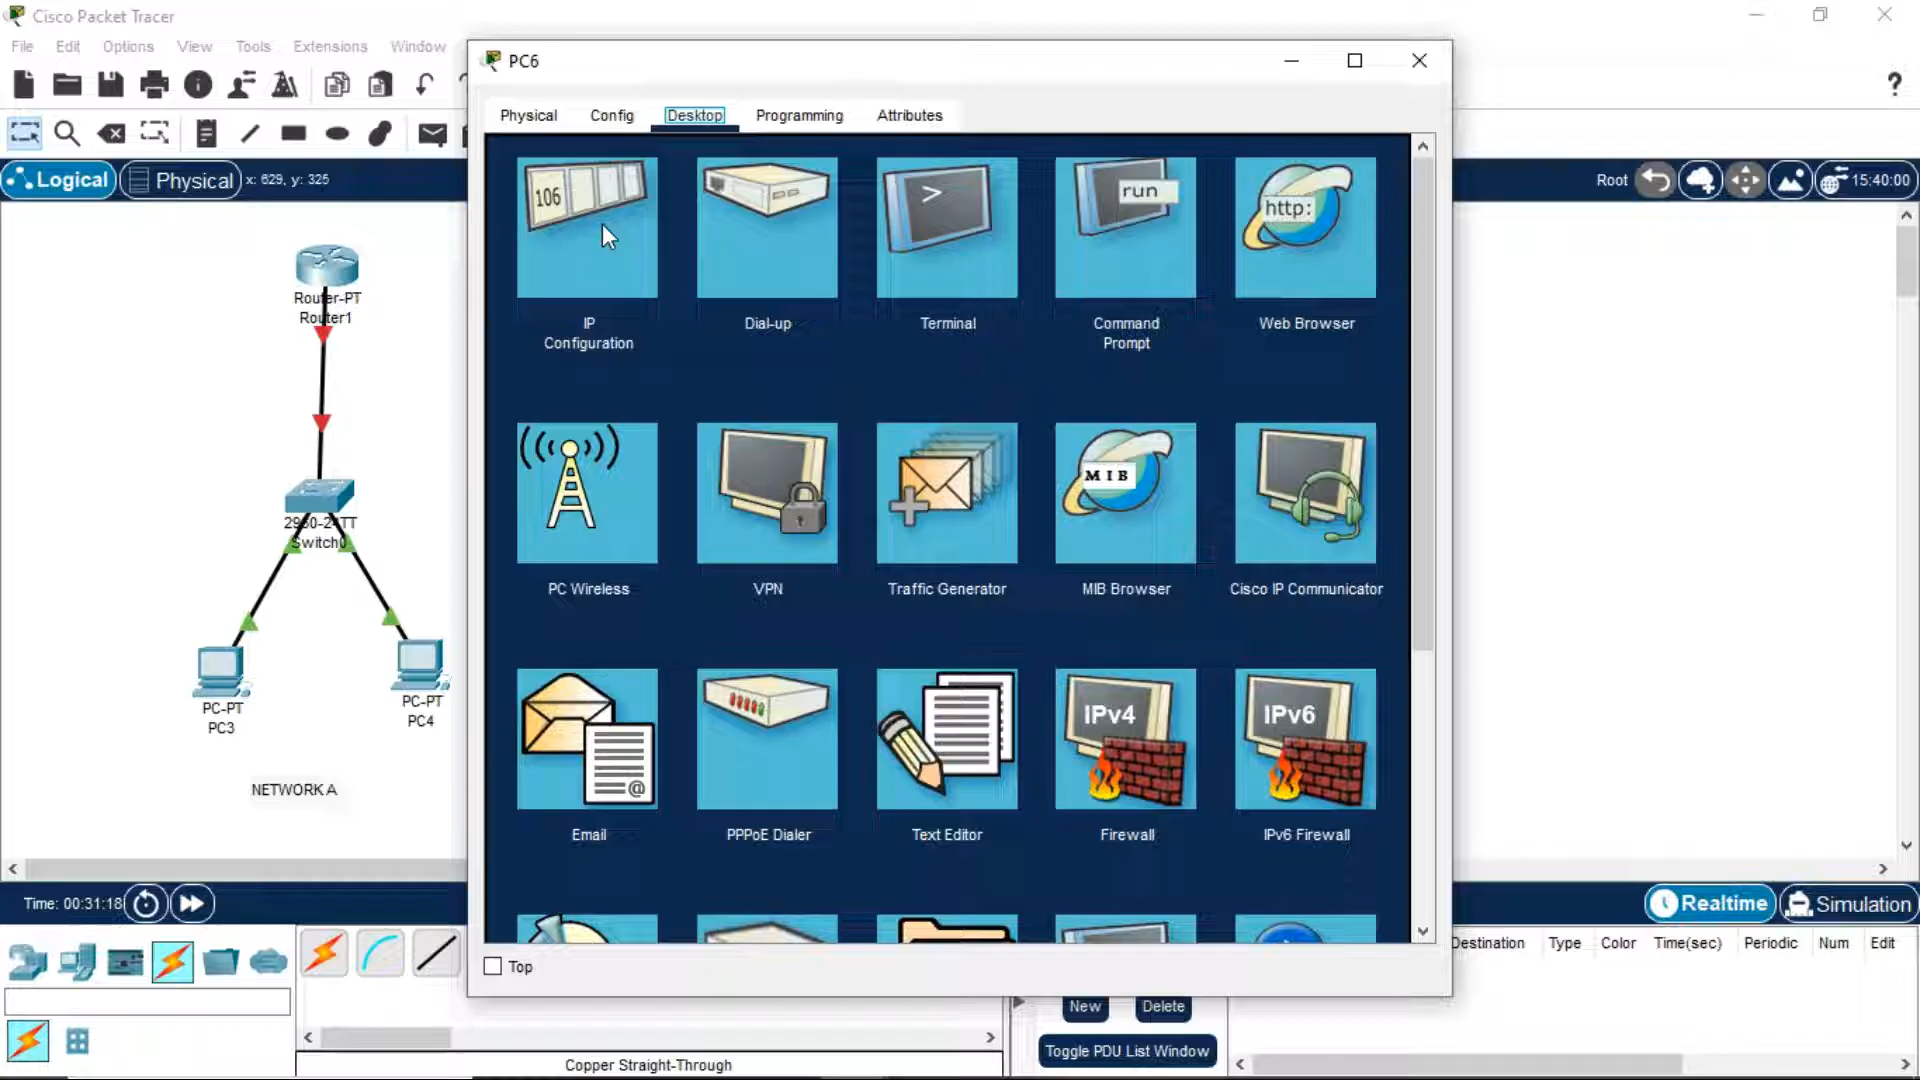 Cisco Packet Tracer
File Edit Options View Tools Extensions Window
?
Logical
Physical
x: 629, y: 325
Root
15:40:00
Router-PT
Router1
Switch0
PC-PT
PC3
PC-PT
PC4
NETWORK A
PC6
Physical Config Desktop Programming Attributes
106
>
run
http:
IP
Configuration
Dial-up
Terminal
Command
Prompt
Web Browser
MIB
PC Wireless
VPN
Traffic Generator
MIB Browser
Cisco IP Communicator
@
IPv4
IPv6
Email
PPPoE Dialer
Text Editor
Firewall
IPv6 Firewall
Top
Time: 00:31:18
Realtime
Simulation
Destination Type Color Time(sec) Periodic Num Edit
New
Delete
Toggle PDU List Window
Copper Straight-Through